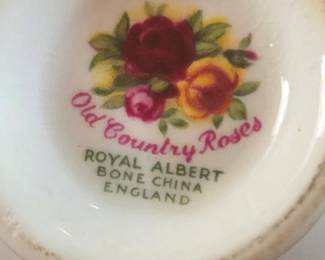 Old Country Roses
ROYAL ALBERT
BONE CHINA
ENGLAND